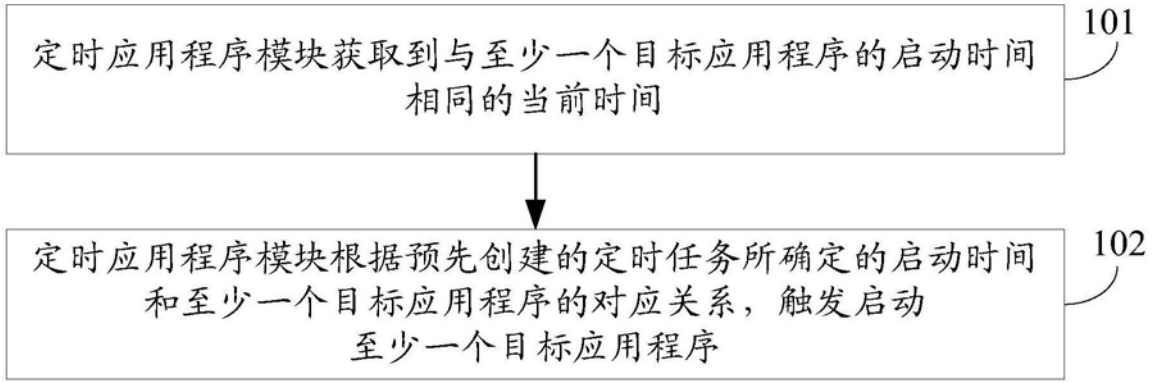 定时应用程序模块获取到与至少一个目标应用程序的启动时间
相同的当前时间
101
定时应用程序模块根据预先创建的定时任务所确定的启动时间
和至少一个目标应用程序的对应关系，触发启动
至少一个目标应用程序
102